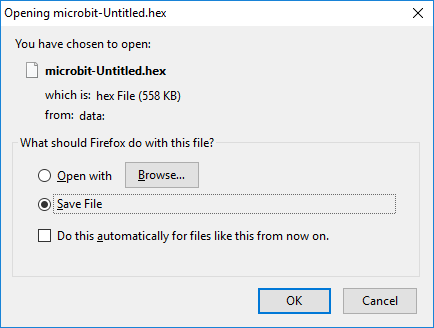 Opening microbit-Untitled.hex
You have chosen to open:
microbit-Untitled.hex
which is: hex File (558 KB)
from: data:
What should Firefox do with this file?
Open with Browse...
Save File
Do this automatically for files like this from now on.
OK Cancel